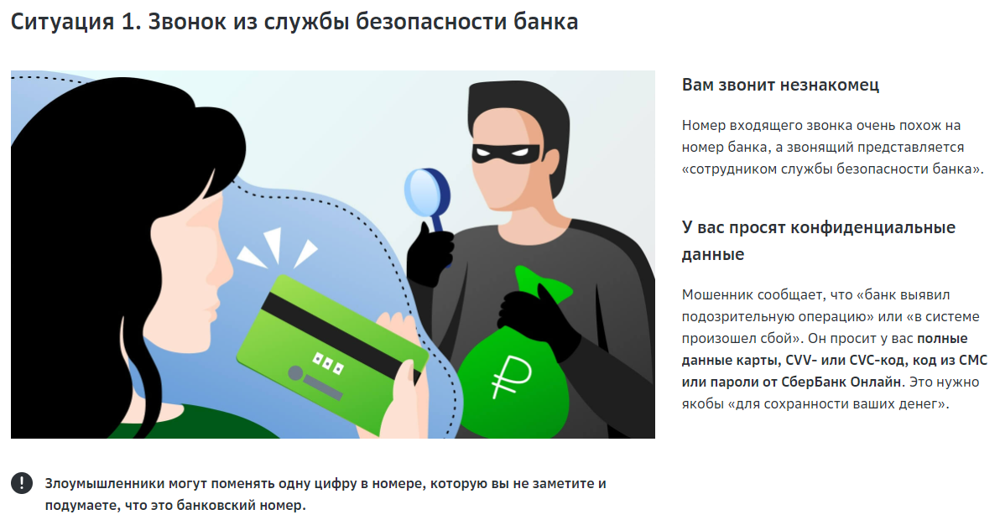 Ситуация 1. Звонок из службы безопасности банка
Вам звонит незнакомец
Номер входящего звонка очень похож на
номер банка, а звонящий представляется
«сотрудником службы безопасности банка».
У вас просят конфиденциальные
данные
Мошенник сообщает, что «банк выявил
подозрительную операцию» или «в системе
произошел сбой». Он просит у вас полные
данные карты, CVV- или CVC-код, код из СМС
или пароли от СберБанк Онлайн. Это нужно
якобы «для сохранности ваших денег».
₽
Злоумышленники могут поменять одну цифру в номере, которую вы не заметите и
подумаете, что это банковский номер.